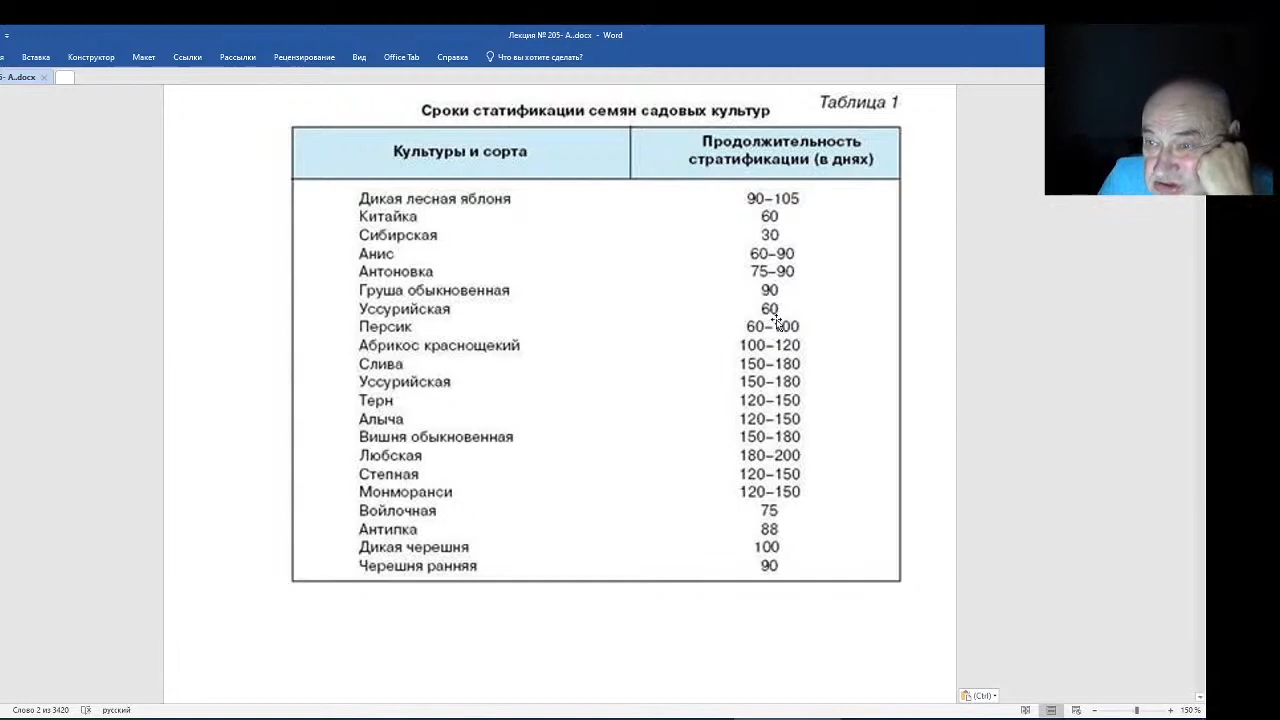 Лекция № 205- А..docx - Word
Вставка Конструктор Макет Ссылки Рассылки Рецензирование Вид Office Tab Справка Что вы хотите сделать?
5- А..docx
Таблица 1
Сроки статификации семян садовых культур
Культуры и сорта Продолжительность
стратификации (в днях)
Дикая лесная яблоня 90–105
Китайка 60
Сибирская 30
Анис 60–90
Антоновка 75–90
Груша обыкновенная 90
Уссурийская 60
Персик 60–100
Абрикос краснощекий 100–120
Слива 150–180
Уссурийская 150–180
Терн 120–150
Алыча 120–150
Вишня обыкновенная 150–180
Любская 180–200
Степная 120–150
Монморанси 120–150
Войлочная 75
Антипка 88
Дикая черешня 100
Черешня ранняя 90
(Ctrl)
Слово 2 из 3420 русский 150 %